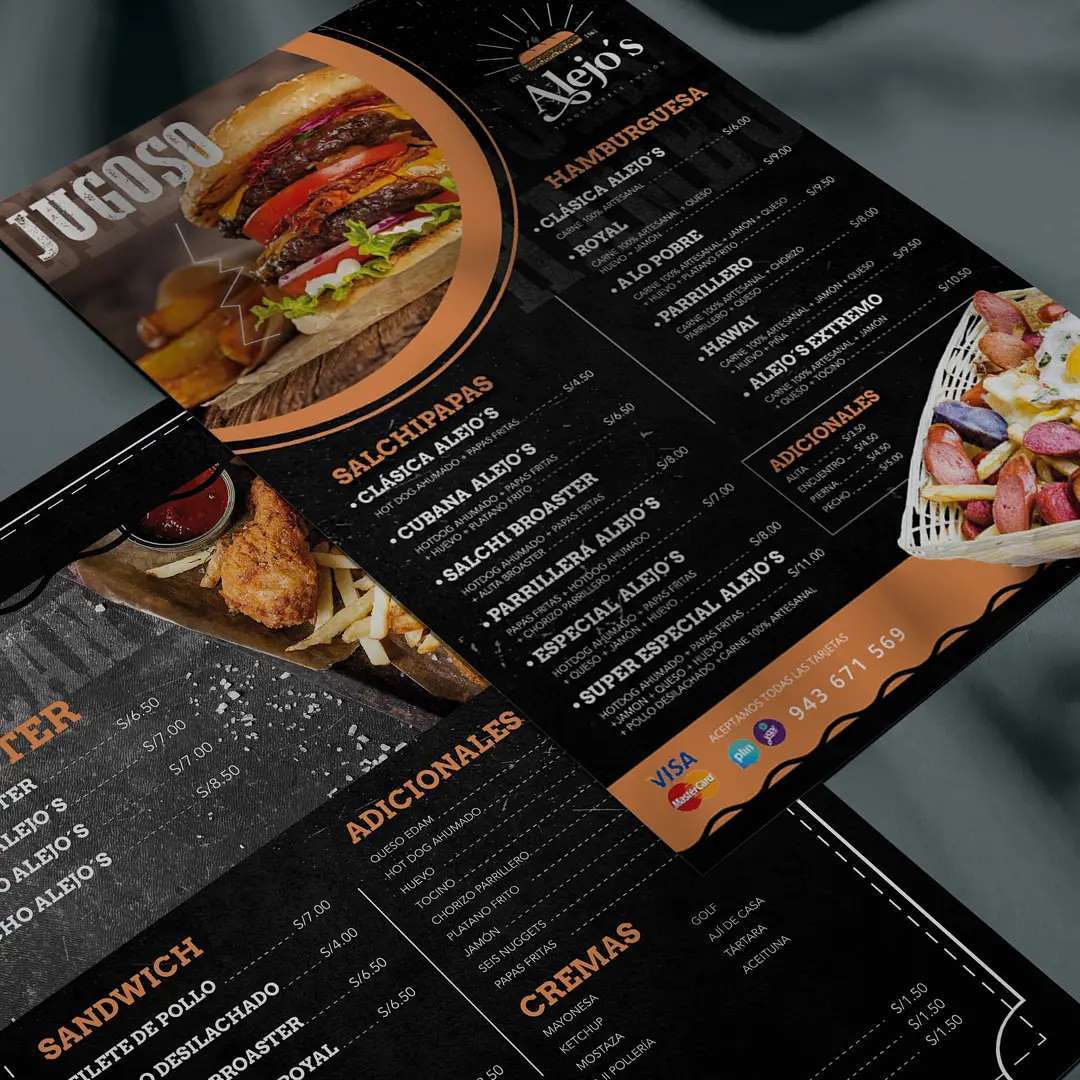 JUGOSO
Alejo´s
HAMBURGUESA
• CLÁSICA ALEJO´S S/6.00
CARNE 100% ARTESANAL
• ROYAL S/9.00
CARNE 100% ARTESANAL + QUESO
HUEVO + JAMÓN
• A LO POBRE S/9.50
CARNE 100% ARTESANAL + JAMÓN + QUESO
+ HUEVO + PLATANO FRITO
• PARRILLERO S/8.00
CARNE 100% ARTESANAL + CHORIZO
PARRILLERO + QUESO
• HAWAI S/9.50
CARNE 100% ARTESANAL + JAMÓN + QUESO
+ HUEVO + PIÑA
• ALEJO´S EXTREMO S/10.50
CARNE 100% ARTESANAL + JAMÓN
+ QUESO + TOCINO
ADICIONALES
ALITA S/3.50
ENCUENTRO S/4.50
PIERNA S/4.50
PECHO S/5.00
SALCHIPAPAS
• CLÁSICA ALEJO´S S/4.50
HOT DOG AHUMADO + PAPAS FRITAS
• CUBANA ALEJO´S S/6.50
HOTDOG AHUMADO + PAPAS FRITAS
+ HUEVO + PLATANO FRITO
• SALCHI BROASTER S/8.00
HOTDOG AHUMADO + PAPAS FRITAS
+ ALITA BROASTER
• PARRILLERA ALEJO´S S/7.00
PAPAS FRITAS + HOTDOG AHUMADO
+ CHORIZO PARRILLERO
• ESPECIAL ALEJO´S S/8.00
HOTDOG AHUMADO + PAPAS FRITAS
+ QUESO + JAMÓN + HUEVO
• SUPER ESPECIAL ALEJO´S S/11.00
HOTDOG AHUMADO + PAPAS FRITAS
+ JAMÓN + QUESO + HUEVO
+ POLLO DESILACHADO + CARNE 100% ARTESANAL
ACEPTAMOS TODAS LAS TARJETAS
VISA
MasterCard
plin
yape
943 671 569
TER
STER S/6.50
ALEJO´S S/7.00
O ALEJO´S S/7.00
HO ALEJO´S S/8.50
SANDWICH
FILETE DE POLLO S/7.00
O DESILACHADO S/4.00
BROASTER S/6.50
ROYAL S/6.50
ADICIONALES
QUESO EDAM
HOT DOG AHUMADO
HUEVO
TOCINO
CHORIZO PARRILLERO
PLATANO FRITO
JAMÓN
SEIS NUGGETS
PAPAS FRITAS
CREMAS
MAYONESA
KETCHUP
MOSTAZA
JI POLLERÍA
GOLF
AJÍ DE CASA
TÁRTARA
ACEITUNA
S/1.50
S/1.50
S/1.50
.50